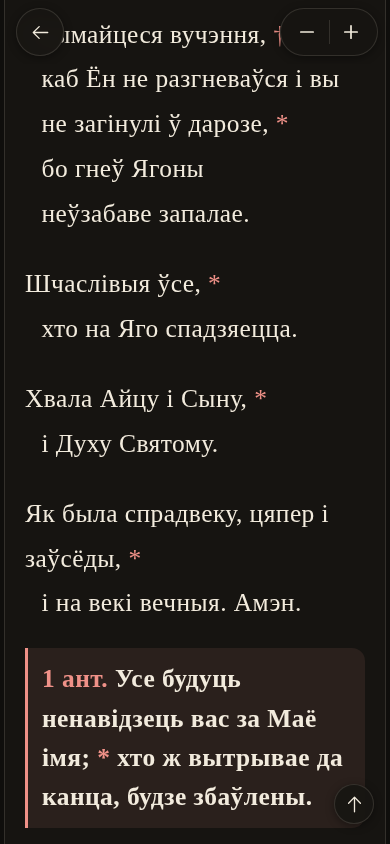 вучэння,
каб Ён не разгневаўся і вы
не загінулі ў дарозе, *
бо гнеў Ягоны
неўзабаве запалае.
Шчаслівыя ўсе, *
хто на Яго спадзяецца.
Хвала Айцу і Сыну, *
і Духу Святому.
Як была спрадвеку, цяпер і
заўсёды, *
і на векі вечныя. Амэн.
1 ант. Усе будуць
ненавідзець вас за Маё
імя; * хто ж вытрывае да
канца, будзе збаўлены.